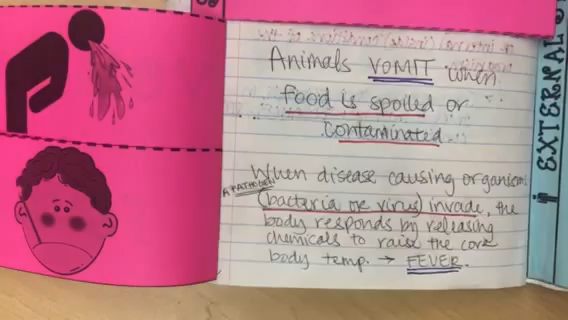 Animals VOMIT when
food is spoiled or
contaminated.
When disease causing organism
A PATHOGEN
(bacteria or virus) invade, the
body responds by releasing
chemicals to raise the core
body temp. → FEVER.
EXTERNAL